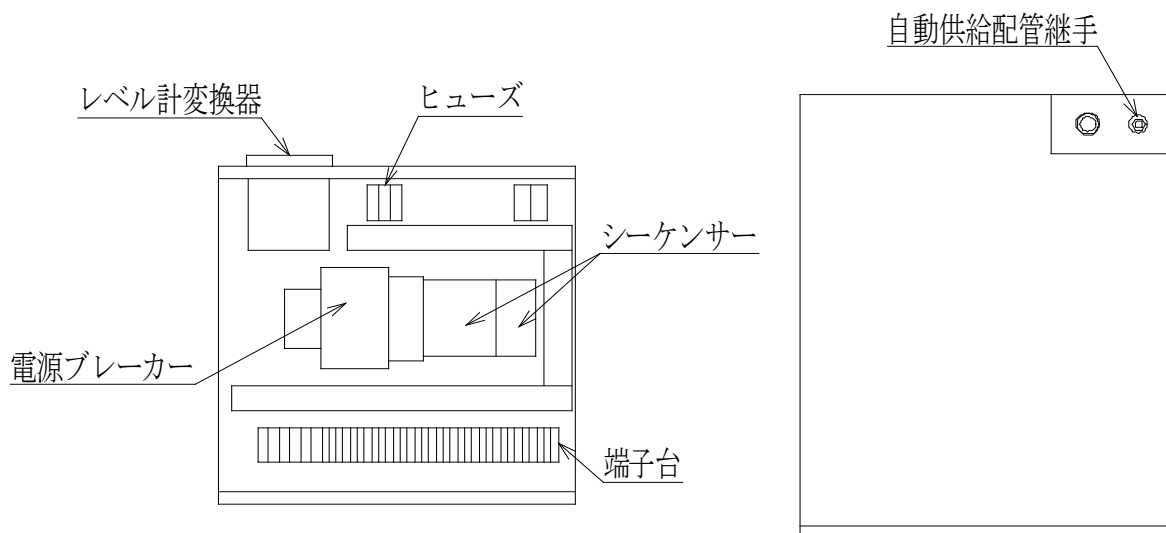 自動供給配管継手
レベル計変換器
ヒューズ
シーケンサー
電源ブレーカー
端子台